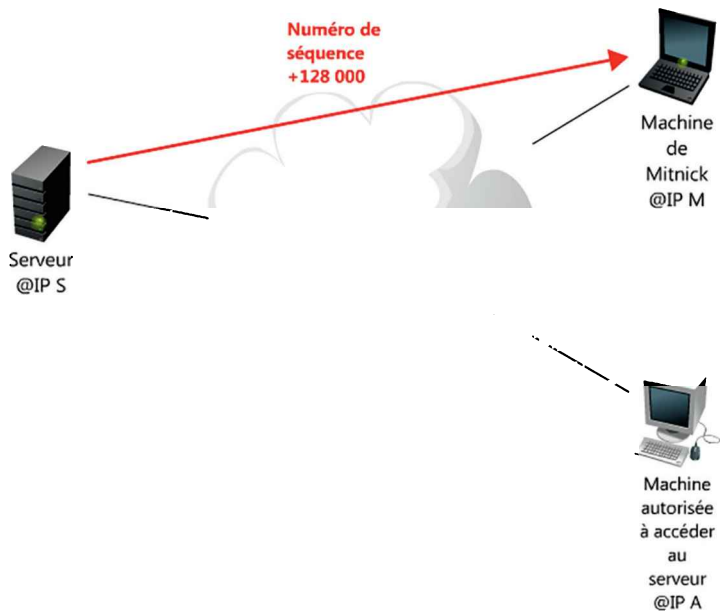 Numéro de
séquence
+128 000
Machine
de
Mitnick
@IP M
Serveur
@IP S
Machine
autorisée
à accéder
au
serveur
@IP A